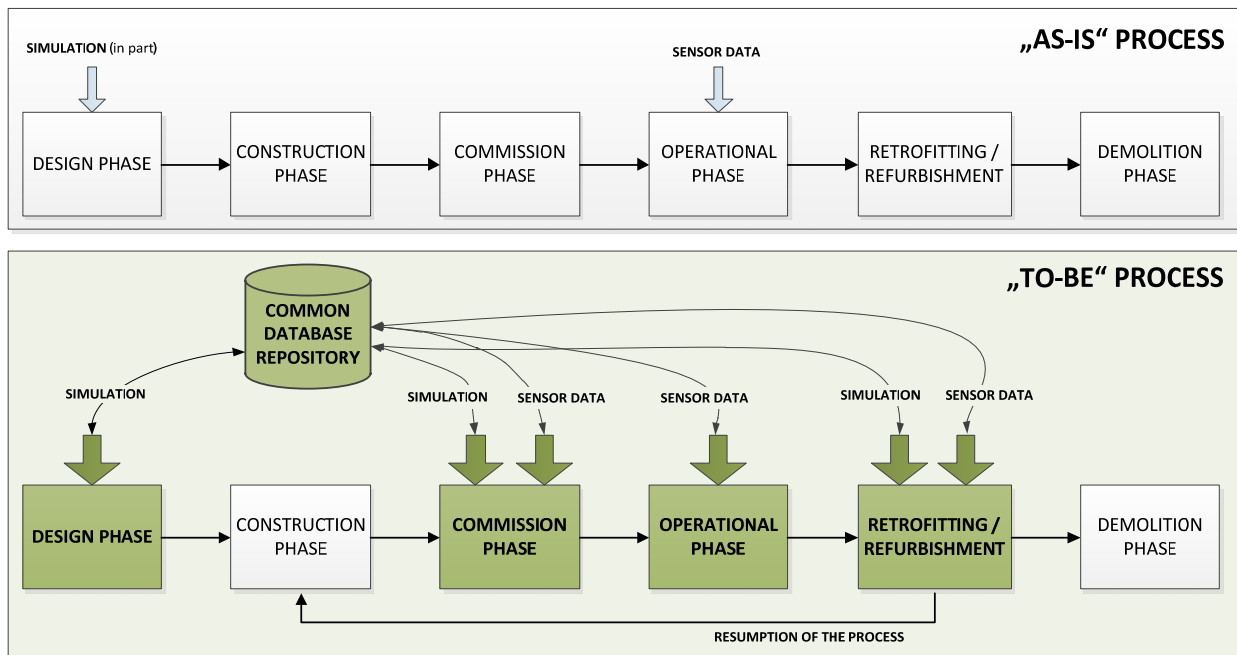 „AS-IS“ PROCESS
SIMULATION (in part)
SENSOR DATA
DESIGN PHASE
CONSTRUCTION
PHASE
COMMISSION
PHASE
OPERATIONAL
PHASE
RETROFITTING /
REFURBISHMENT
DEMOLITION
PHASE
„TO-BE“ PROCESS
COMMON
DATABASE
REPOSITORY
SIMULATION
SIMULATION
SENSOR DATA
SENSOR DATA
SIMULATION
SENSOR DATA
DESIGN PHASE
CONSTRUCTION
PHASE
COMMISSION
PHASE
OPERATIONAL
PHASE
RETROFITTING /
REFURBISHMENT
DEMOLITION
PHASE
RESUMPTION OF THE PROCESS